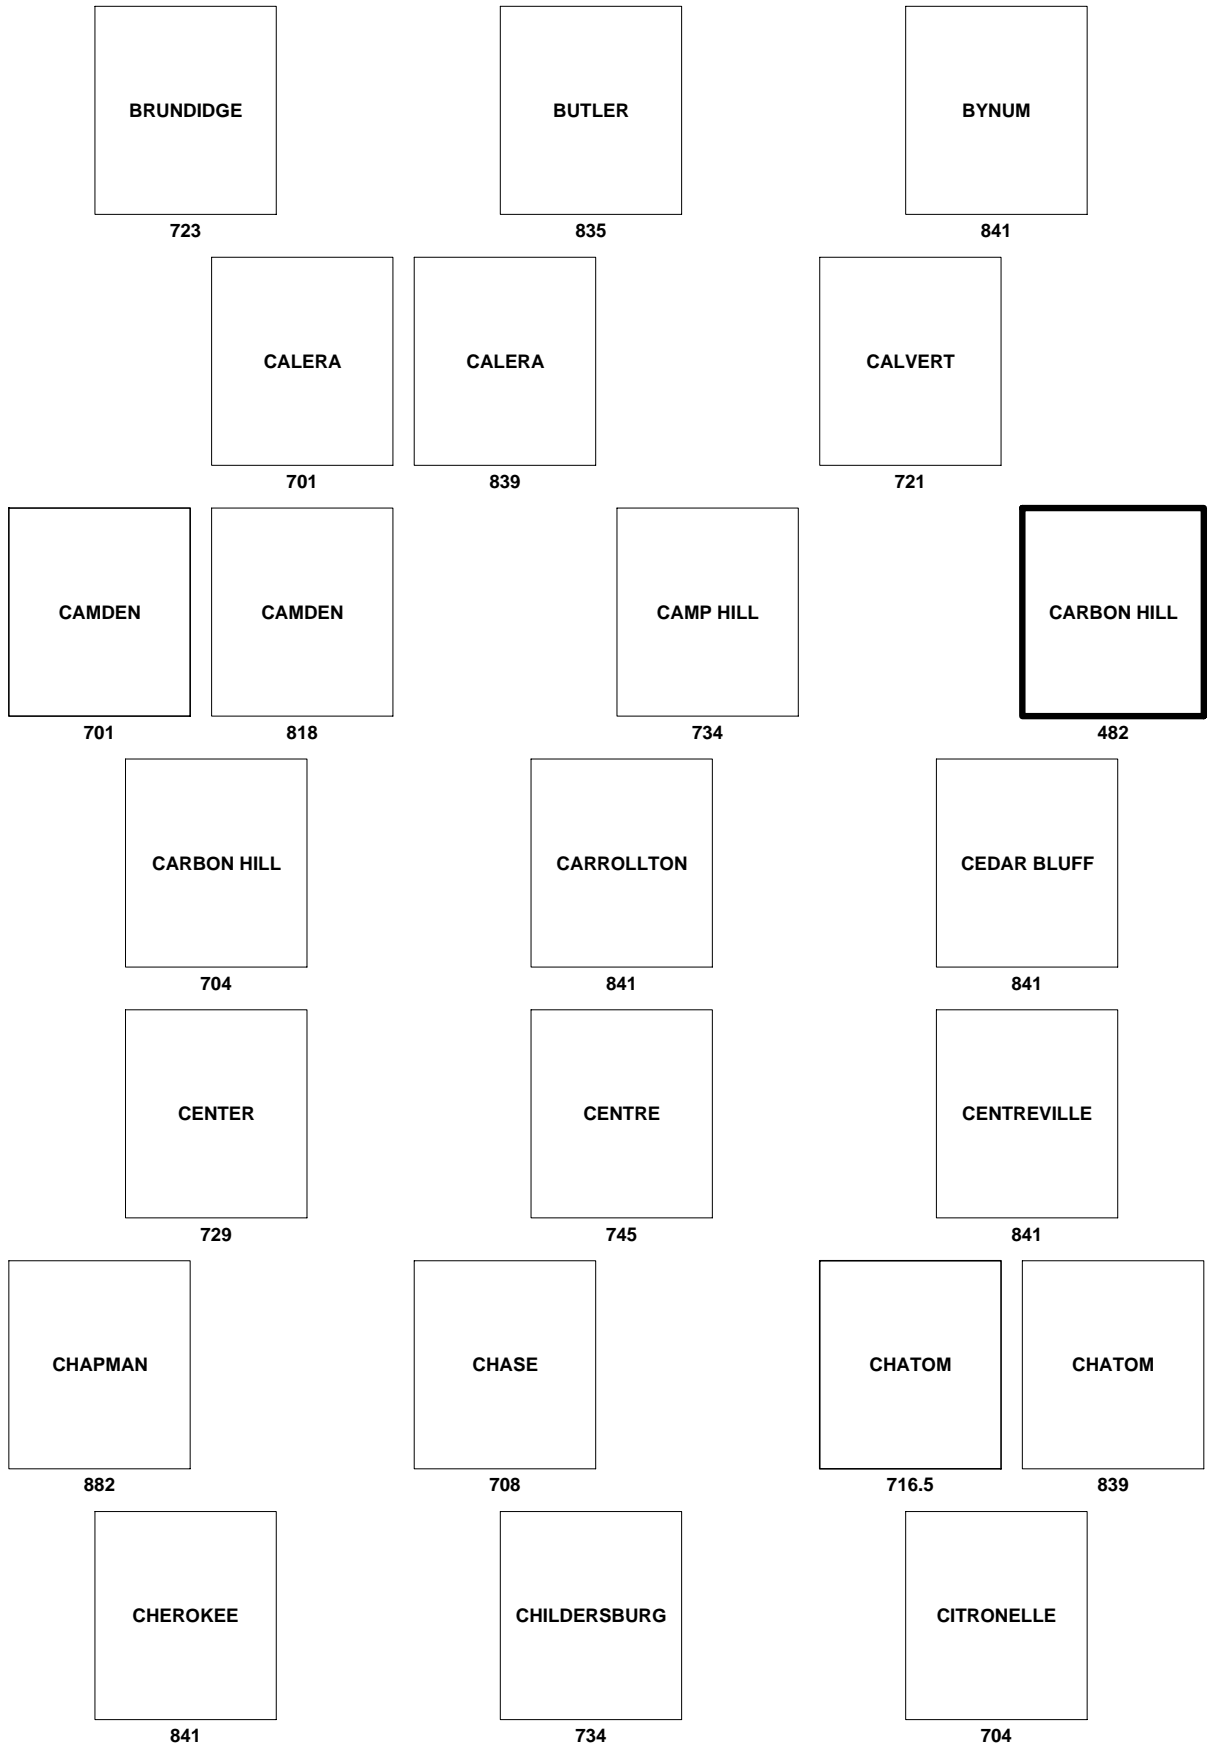 BRUNDIDGE BUTLER BYNUM
723 835 841
CALERA CALERA CALVERT
701 839 721
CAMDEN CAMDEN CAMP HILL CARBON HILL
701 818 734 482
CARBON HILL CARROLLTON CEDAR BLUFF
704 841 841
CENTER CENTRE CENTREVILLE
729 745 841
CHAPMAN CHASE CHATOM CHATOM
882 708 716.5 839
CHEROKEE CHILDERSBURG CITRONELLE
841 734 704